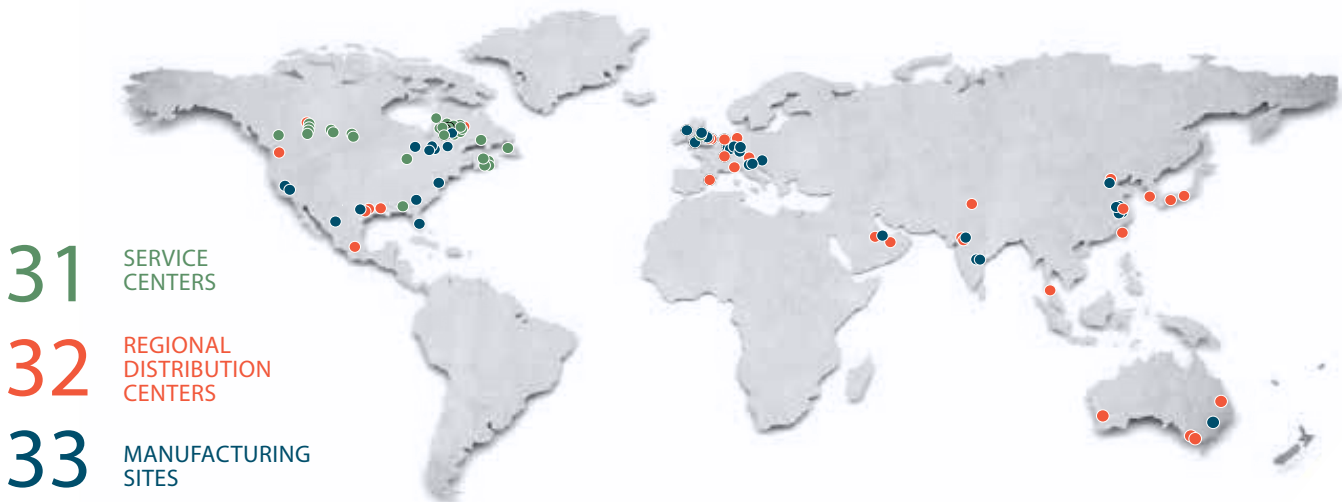 31
SERVICE
CENTERS
32
REGIONAL
DISTRIBUTION
CENTERS
33
MANUFACTURING
SITES